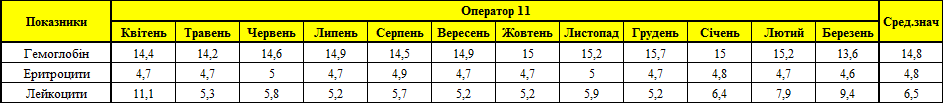 Показники Оператор 11 Сред.знач
Квітень Травень Червень Липень Серпень Вересень Жовтень Листопад Грудень Січень Лютий Березень
Гемоглобін 14,4 14,2 14,6 14,9 14,5 14,9 15 15,2 15,7 15 15,2 13,6 14,8
Еритроцити 4,7 4,7 5 4,7 4,9 4,7 4,7 5 4,7 4,8 4,7 4,6 4,8
Лейкоцити 11,1 5,3 5,8 5,2 5,7 5,2 5,2 5,9 5,2 6,4 7,9 9,4 6,5